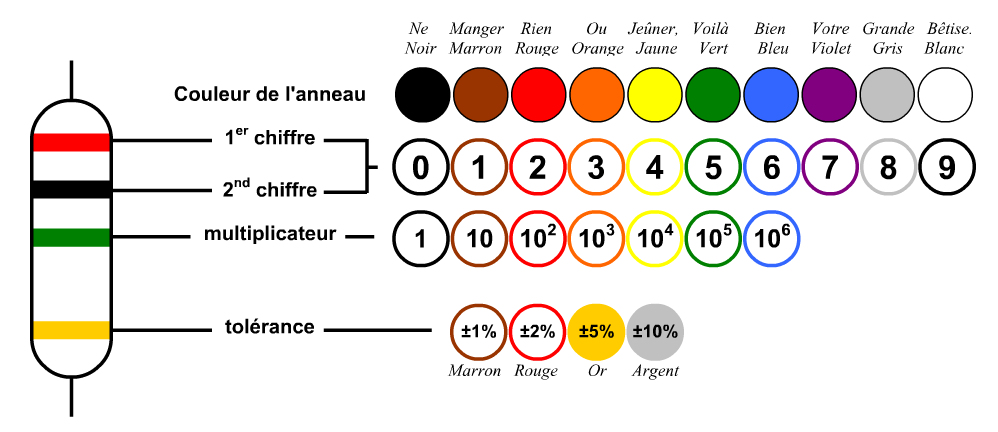 Ne Manger Rien Ou Jeûner, Voilà Bien Votre Grande Bêtise.
Noir Marron Rouge Orange Jaune Vert Bleu Violet Gris Blanc
Couleur de l'anneau
1er chiffre
0 1 2 3 4 5 6 7 8 9
2nd chiffre
multiplicateur 1 10 10² 10³ 10⁴ 10⁵ 10⁶
tolérance ±1% ±2% ±5% ±10%
Marron Rouge Or Argent